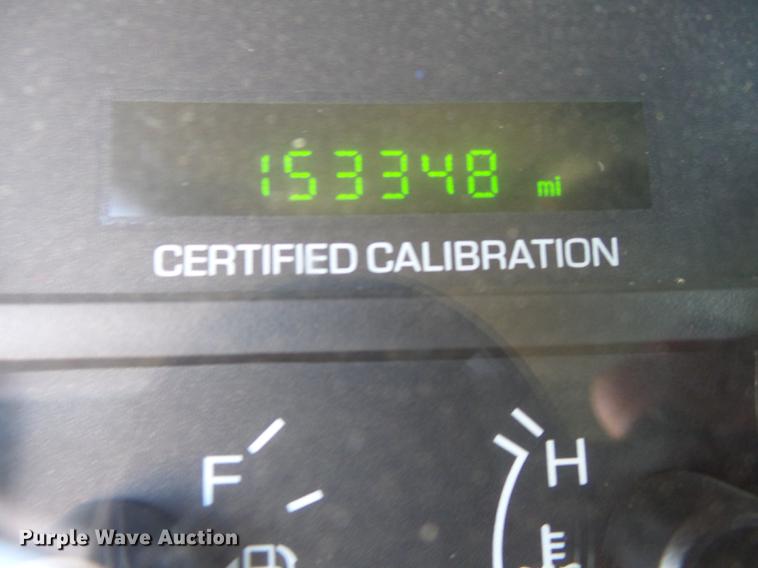 153348 mi
CERTIFIED CALIBRATION
F H
Purple Wave Auction